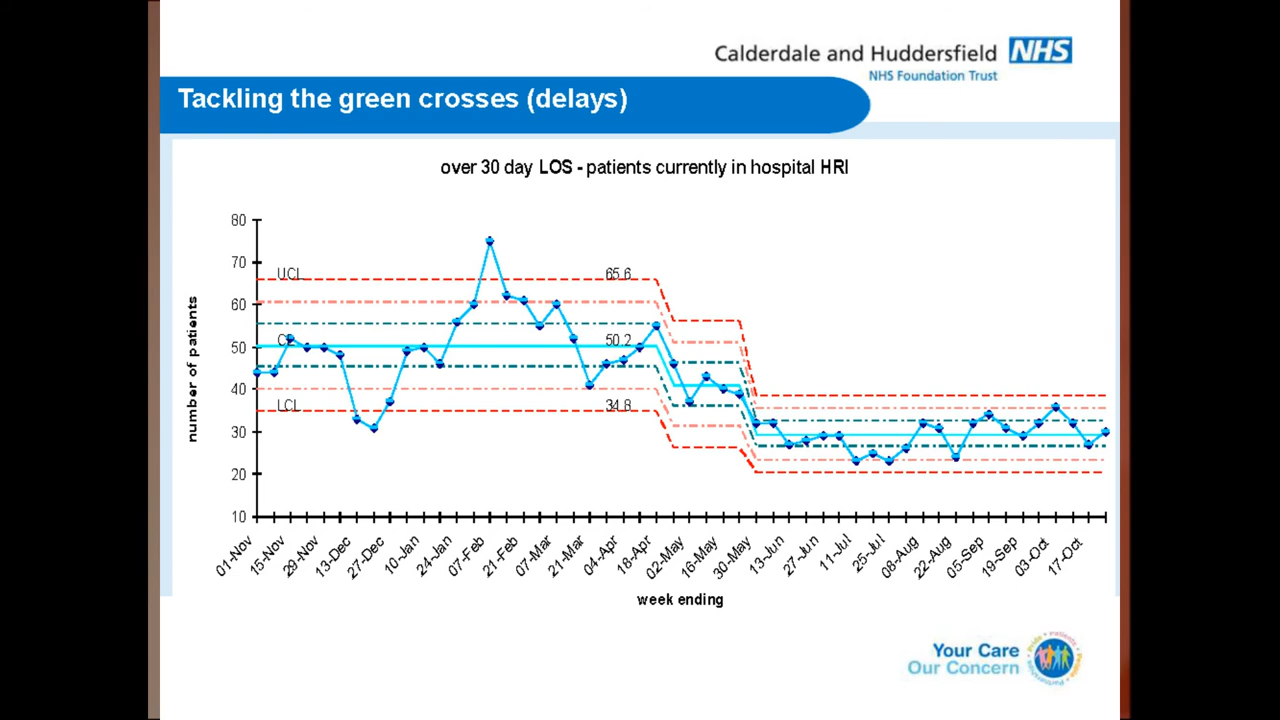 Calderdale and Huddersfield NHS
NHS Foundation Trust
Tackling the green crosses (delays)
over 30 day LOS - patients currently in hospital HRI
number of patients
80
70
60
50
40
30
20
10
UCL 65.6
50.2
LCL 34.8
01-Nov 15-Nov 29-Nov 13-Dec 27-Dec 10-Jan 24-Jan 07-Feb 21-Feb 07-Mar 21-Mar 04-Apr 18-Apr 02-May 16-May 30-May 13-Jun 27-Jun 11-Jul 25-Jul 08-Aug 22-Aug 05-Sep 19-Sep 03-Oct 17-Oct
week ending
Your Care
Our Concern